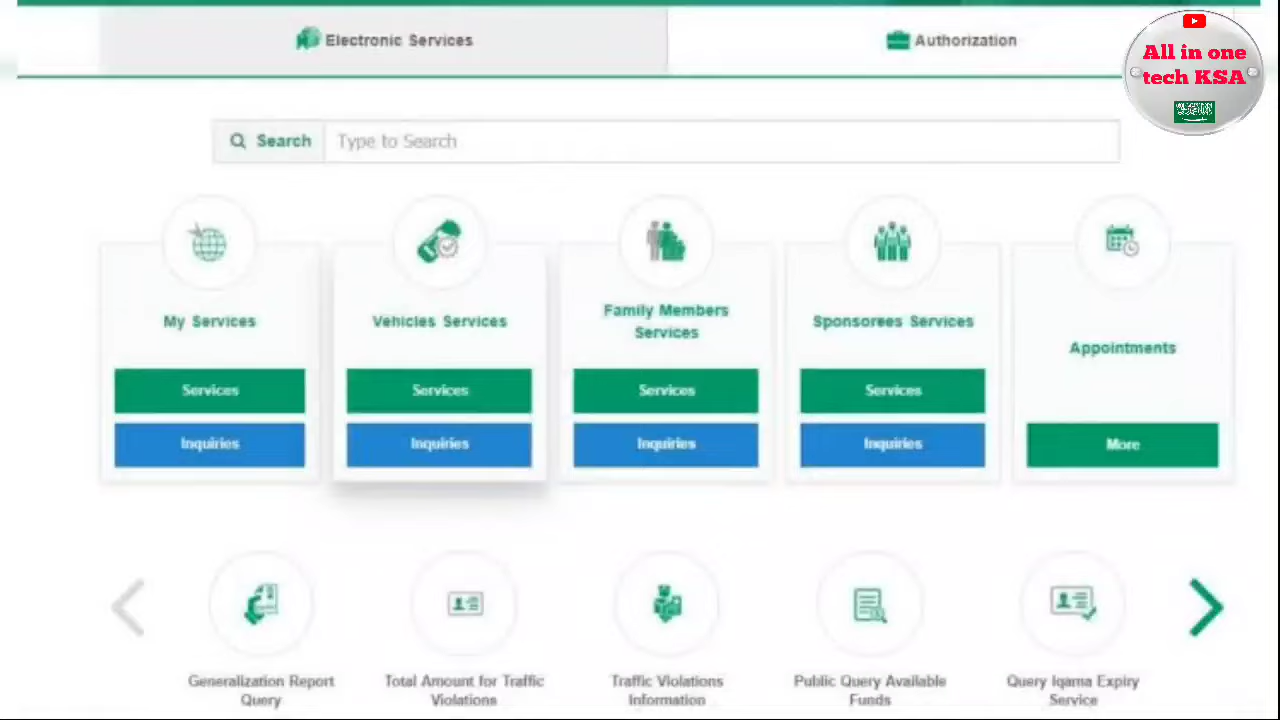 Electronic Services
Authorization
All in one
tech KSA
Search
Type to Search
My Services
Vehicles Services
Family Members
Services
Sponsorees Services
Appointments
Services
Services
Services
Services
Inquiries
Inquiries
Inquiries
Inquiries
More
Generalization Report
Query
Total Amount for Traffic
Violations
Traffic Violations
Information
Public Query Available
Funds
Query Iqama Expiry
Service